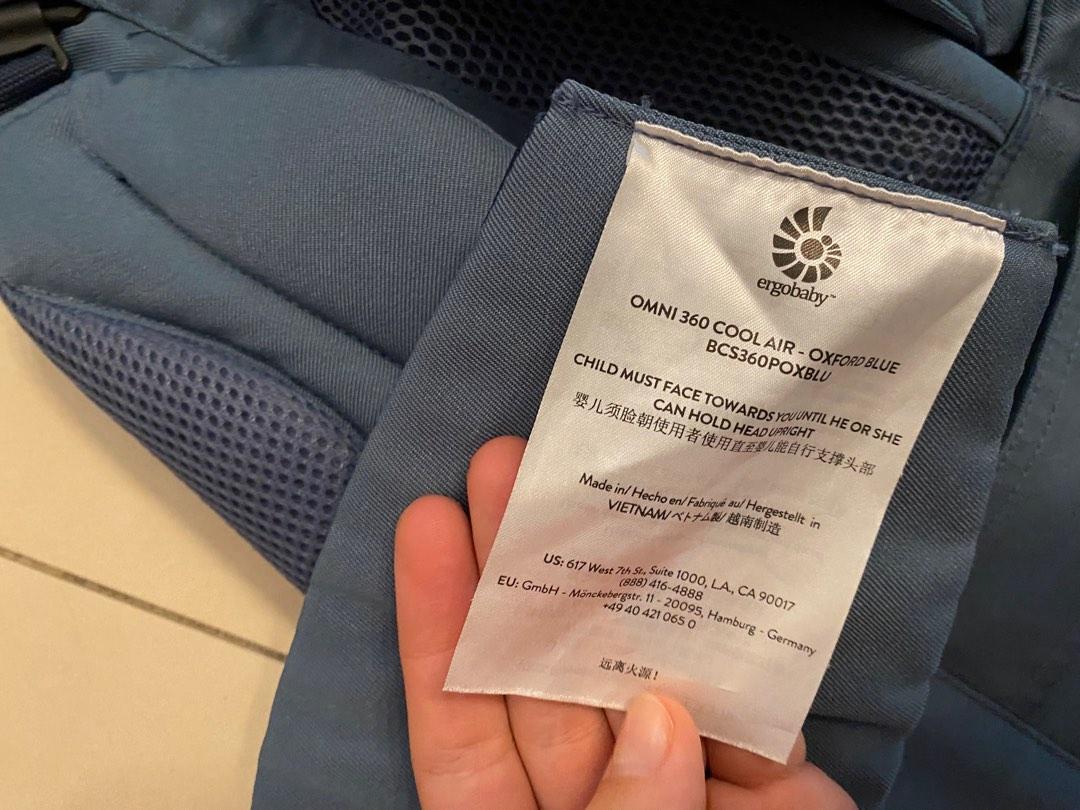 ergobaby™
OMNI 360 COOL AIR - OXFORD BLUE
BCS360POXBLU
CHILD MUST FACE TOWARDS YOU UNTIL HE OR SHE
CAN HOLD HEAD UPRIGHT
婴儿须脸朝使用者使用直至婴儿能自行支撑头部
Made in/ Hecho en/ Fabriqué au/ Hergestellt in
VIETNAM/ ベトナム製/ 越南制造
US: 617 West 7th St., Suite 1000, L.A., CA 90017
(888) 416-4888
EU: GmbH - Mönckebergstr. 11 - 20095, Hamburg - Germany
+49 40 421 065 0
远离火源!